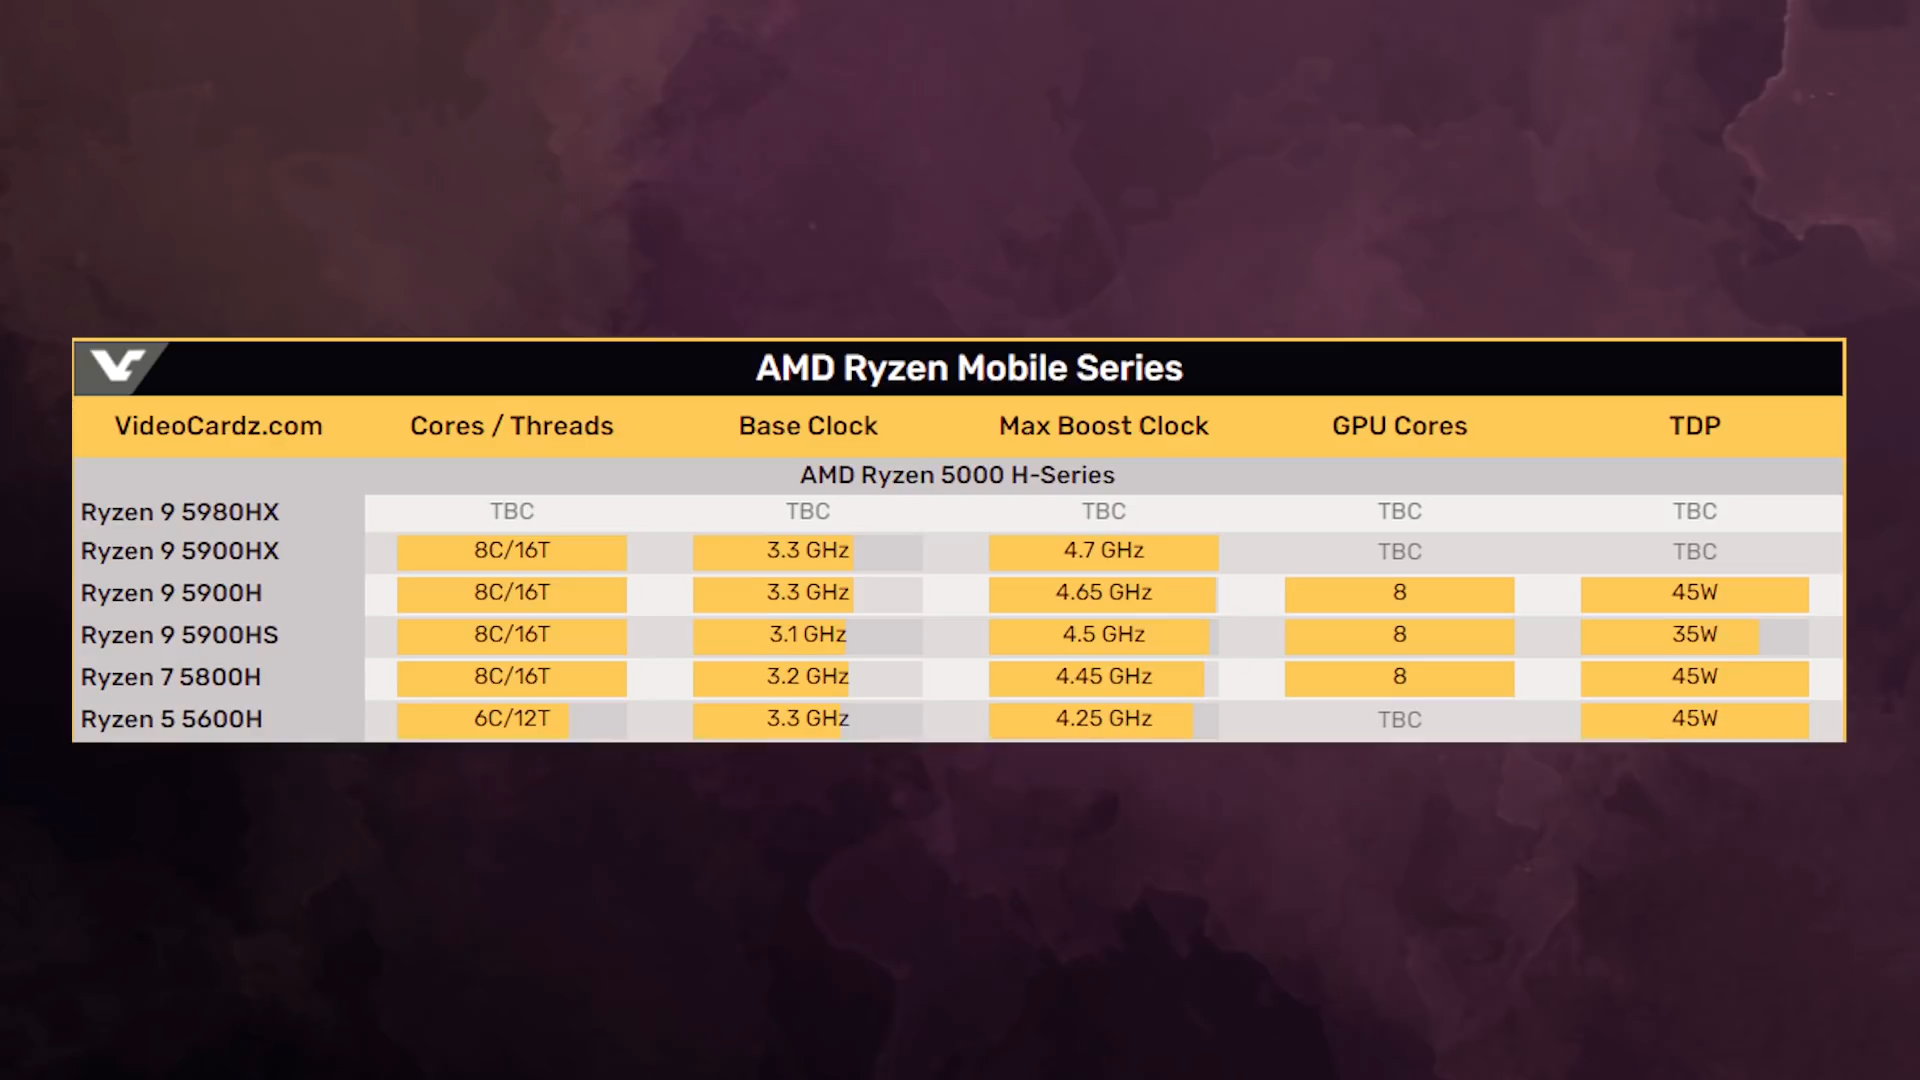 AMD Ryzen Mobile Series
VideoCardz.com Cores / Threads Base Clock Max Boost Clock GPU Cores TDP
AMD Ryzen 5000 H-Series
Ryzen 9 5980HX TBC TBC TBC TBC TBC
Ryzen 9 5900HX 8C/16T 3.3 GHz 4.7 GHz TBC TBC
Ryzen 9 5900H 8C/16T 3.3 GHz 4.65 GHz 8 45W
Ryzen 9 5900HS 8C/16T 3.1 GHz 4.5 GHz 8 35W
Ryzen 7 5800H 8C/16T 3.2 GHz 4.45 GHz 8 45W
Ryzen 5 5600H 6C/12T 3.3 GHz 4.25 GHz TBC 45W